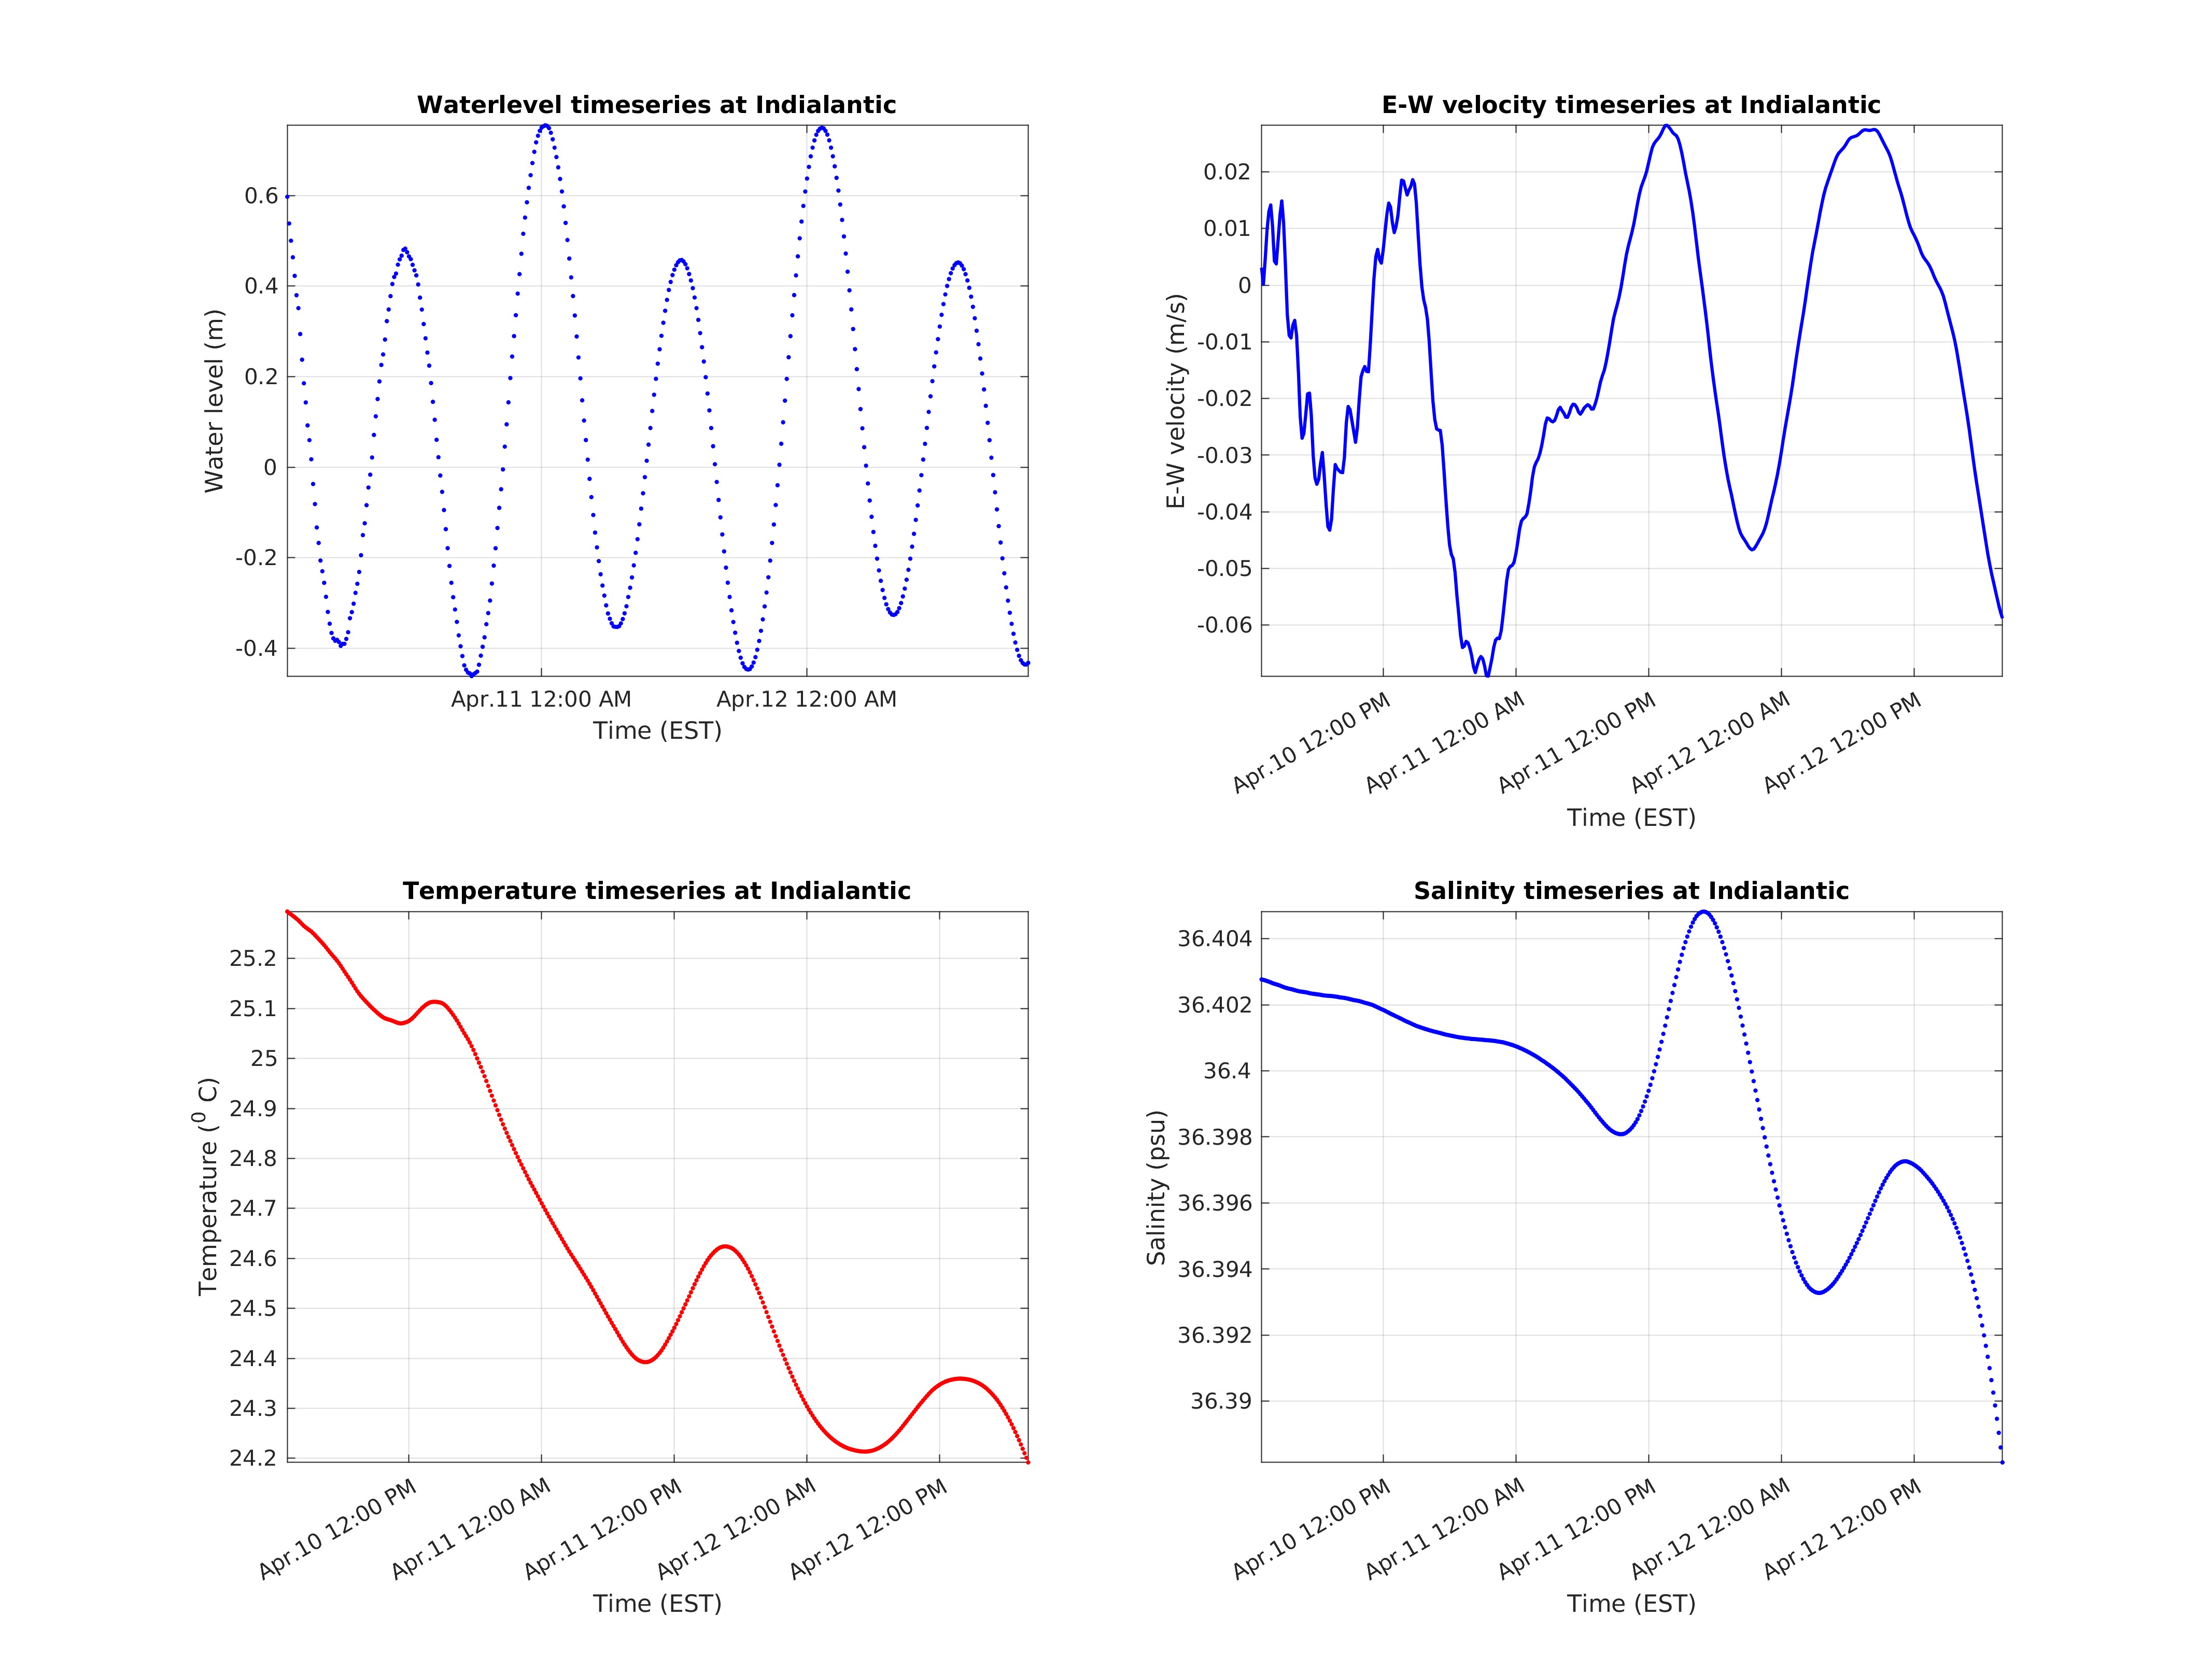 Waterlevel timeseries at Indialantic
0.6
0.4
0.2
0
-0.2
-0.4
Water level (m)
Apr.11 12:00 AM
Apr.12 12:00 AM
Time (EST)
E-W velocity timeseries at Indialantic
0.02
0.01
0
-0.01
-0.02
-0.03
-0.04
-0.05
-0.06
E-W velocity (m/s)
Apr.10 12:00 PM
Apr.11 12:00 AM
Apr.11 12:00 PM
Apr.12 12:00 AM
Apr.12 12:00 PM
Time (EST)
Temperature timeseries at Indialantic
25.2
25.1
25
24.9
24.8
24.7
24.6
24.5
24.4
24.3
24.2
Temperature (⁰ C)
Apr.10 12:00 PM
Apr.11 12:00 AM
Apr.11 12:00 PM
Apr.12 12:00 AM
Apr.12 12:00 PM
Time (EST)
Salinity timeseries at Indialantic
36.404
36.402
36.4
36.398
36.396
36.394
36.392
36.39
Salinity (psu)
Apr.10 12:00 PM
Apr.11 12:00 AM
Apr.11 12:00 PM
Apr.12 12:00 AM
Apr.12 12:00 PM
Time (EST)